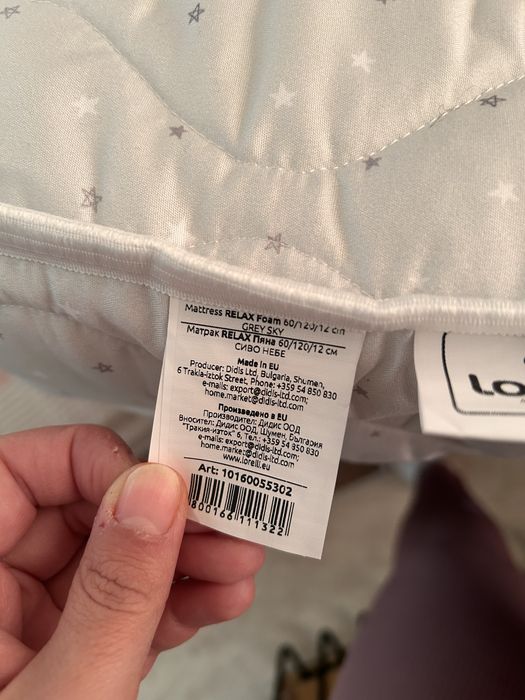 Mattress RELAX Foam 60/120/12 cm
GREY SKY
Матрак RELAX Пяна 60/120/12 см
СИВО НЕБЕ
Made in EU
Producer: Didis Ltd, Bulgaria, Shumen,
6 Trakia-Iztok Street, Phone: +359 54 850 830
e-mails: export@didis-ltd.com;
home.market@didis-ltd.com
Произведено в EU
Производител: Дидис ООД
Вносител: Дидис ООД, Шумен, България
"Тракия-изток" 6, Тел.: +359 54 850 830
e-mails: export@didis-ltd.com;
home.market@didis-ltd.com
www.lorelli.eu
Art: 10160055302
800166 111322
LO